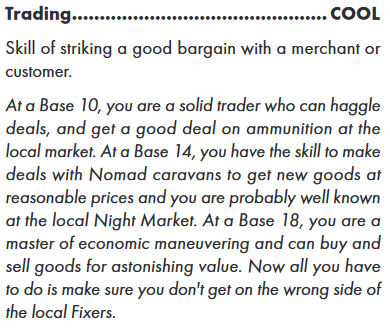 Trading.............................................. COOL
Skill of striking a good bargain with a merchant or
customer.
At a Base 10, you are a solid trader who can haggle
deals, and get a good deal on ammunition at the
local market. At a Base 14, you have the skill to make
deals with Nomad caravans to get new goods at
reasonable prices and you are probably well known
at the local Night Market. At a Base 18, you are a
master of economic maneuvering and can buy and
sell goods for astonishing value. Now all you have
to do is make sure you don't get on the wrong side of
the local Fixers.